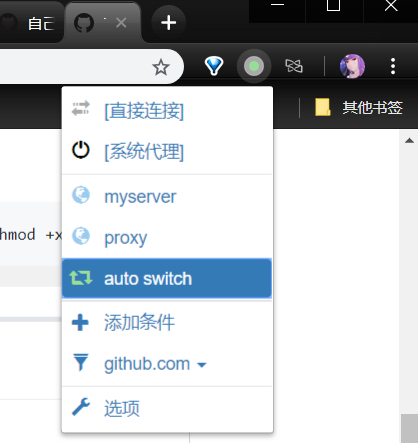 自己
其他书签
[直接连接]
[系统代理]
myserver
hmod +x
proxy
auto switch
添加条件
github.com
选项